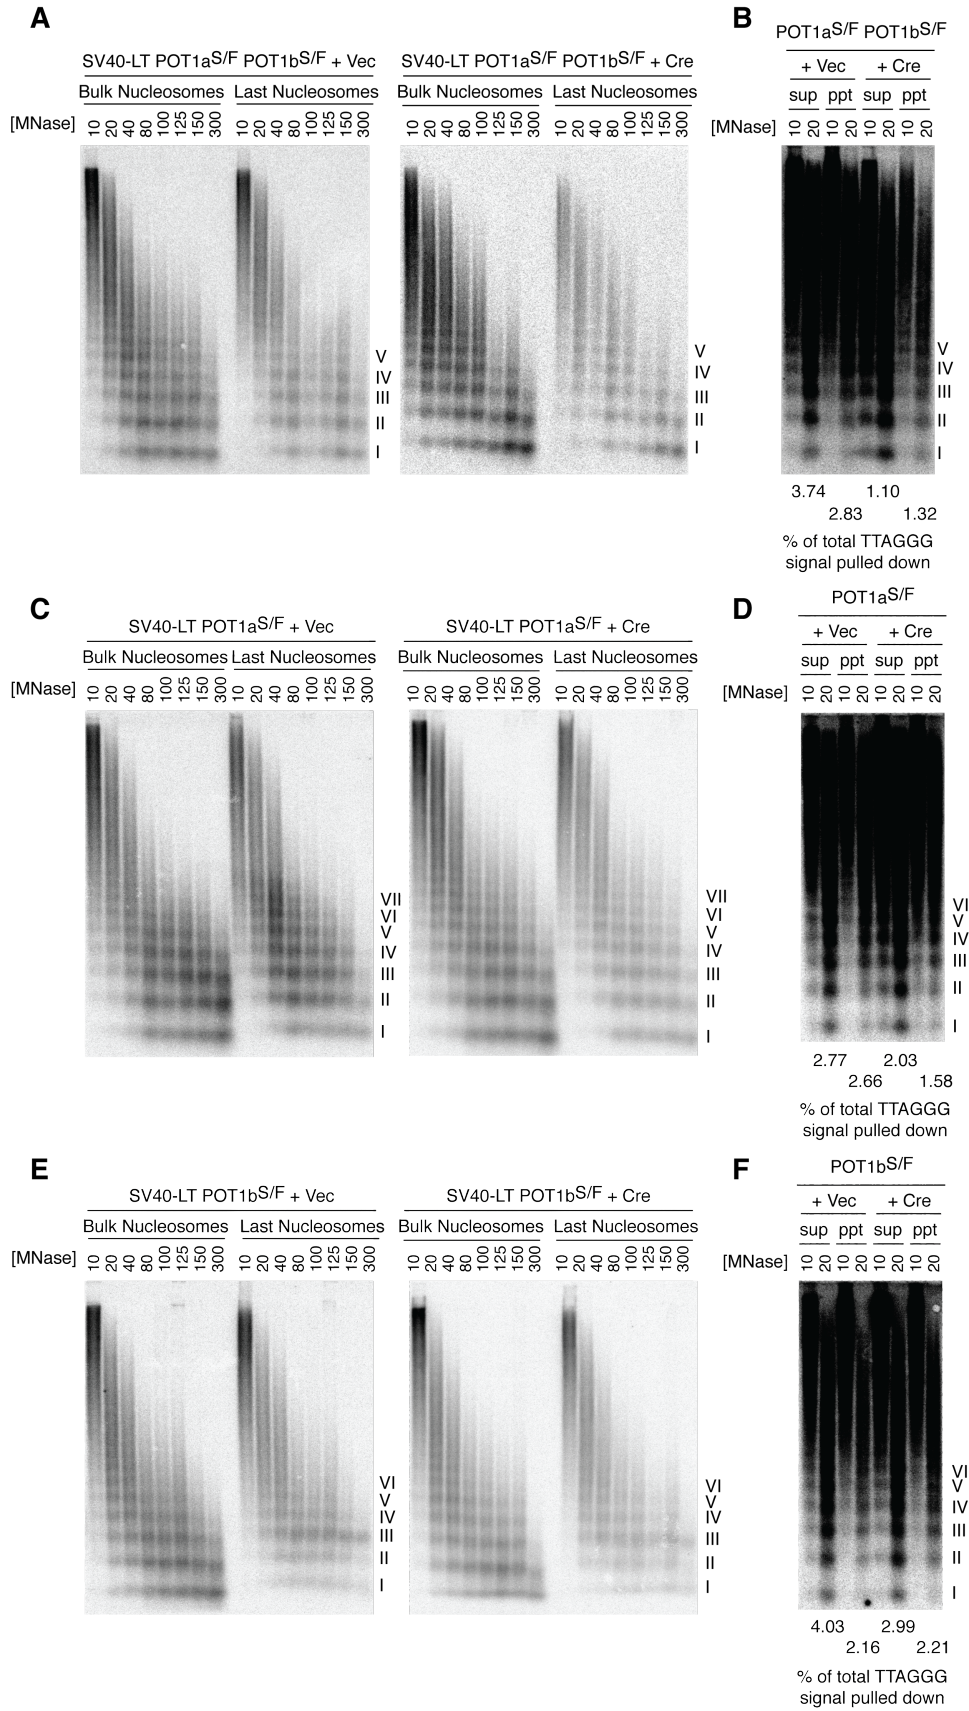 A
SV40-LT POT1aS/F POT1bS/F + Vec
SV40-LT POT1aS/F POT1bS/F + Cre
Bulk Nucleosomes Last Nucleosomes
Bulk Nucleosomes Last Nucleosomes
[MNase] 10 20 40 80 100 125 150 300 10 20 40 80 100 125 150 300
10 20 40 80 100 125 150 300 10 20 40 80 100 125 150 300
V
IV
III
II
I
V
IV
III
II
I
B
POT1aS/F POT1bS/F
+ Vec + Cre
sup ppt sup ppt
[MNase] 10 20 10 20 10 20 10 20
V
IV
III
II
I
3.74 1.10
2.83 1.32
% of total TTAGGG
signal pulled down
C
SV40-LT POT1aS/F + Vec
SV40-LT POT1aS/F + Cre
Bulk Nucleosomes Last Nucleosomes
Bulk Nucleosomes Last Nucleosomes
[MNase] 10 20 40 80 100 125 150 300 10 20 40 80 100 125 150 300
10 20 40 80 100 125 150 300 10 20 40 80 100 125 150 300
VII
VI
V
IV
III
II
I
VII
VI
V
IV
III
II
I
D
POT1aS/F
+ Vec + Cre
sup ppt sup ppt
[MNase] 10 20 10 20 10 20 10 20
VI
V
IV
III
II
I
2.77 2.03
2.66 1.58
% of total TTAGGG
signal pulled down
E
SV40-LT POT1bS/F + Vec
SV40-LT POT1bS/F + Cre
Bulk Nucleosomes Last Nucleosomes
Bulk Nucleosomes Last Nucleosomes
[MNase] 10 20 40 80 100 125 150 300 10 20 40 80 100 125 150 300
10 20 40 80 100 125 150 300 10 20 40 80 100 125 150 300
VI
V
IV
III
II
I
VI
V
IV
III
II
I
F
POT1bS/F
+ Vec + Cre
sup ppt sup ppt
[MNase] 10 20 10 20 10 20 10 20
VI
V
IV
III
II
I
4.03 2.99
2.16 2.21
% of total TTAGGG
signal pulled down